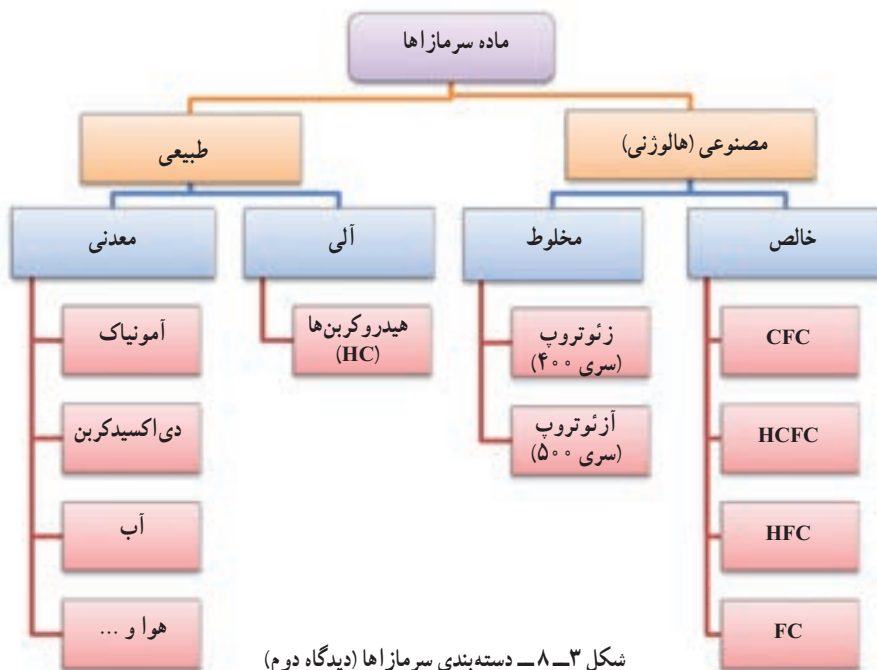 ماده سرمازاها
مصنوعی (هالوژنی)
طبیعی
خالص
مخلوط
آلی
معدنی
CFC
HCFC
HFC
FC
زئوتروپ
(سری ۴۰۰)
آزئوتروپ
(سری ۵۰۰)
هیدروکربن‌ها
(HC)
آمونیاک
دی‌اکسیدکربن
آب
هوا و ...
شکل ۳ــ ۸ ــ دسته‌بندی سرمازاها (دیدگاه دوم)